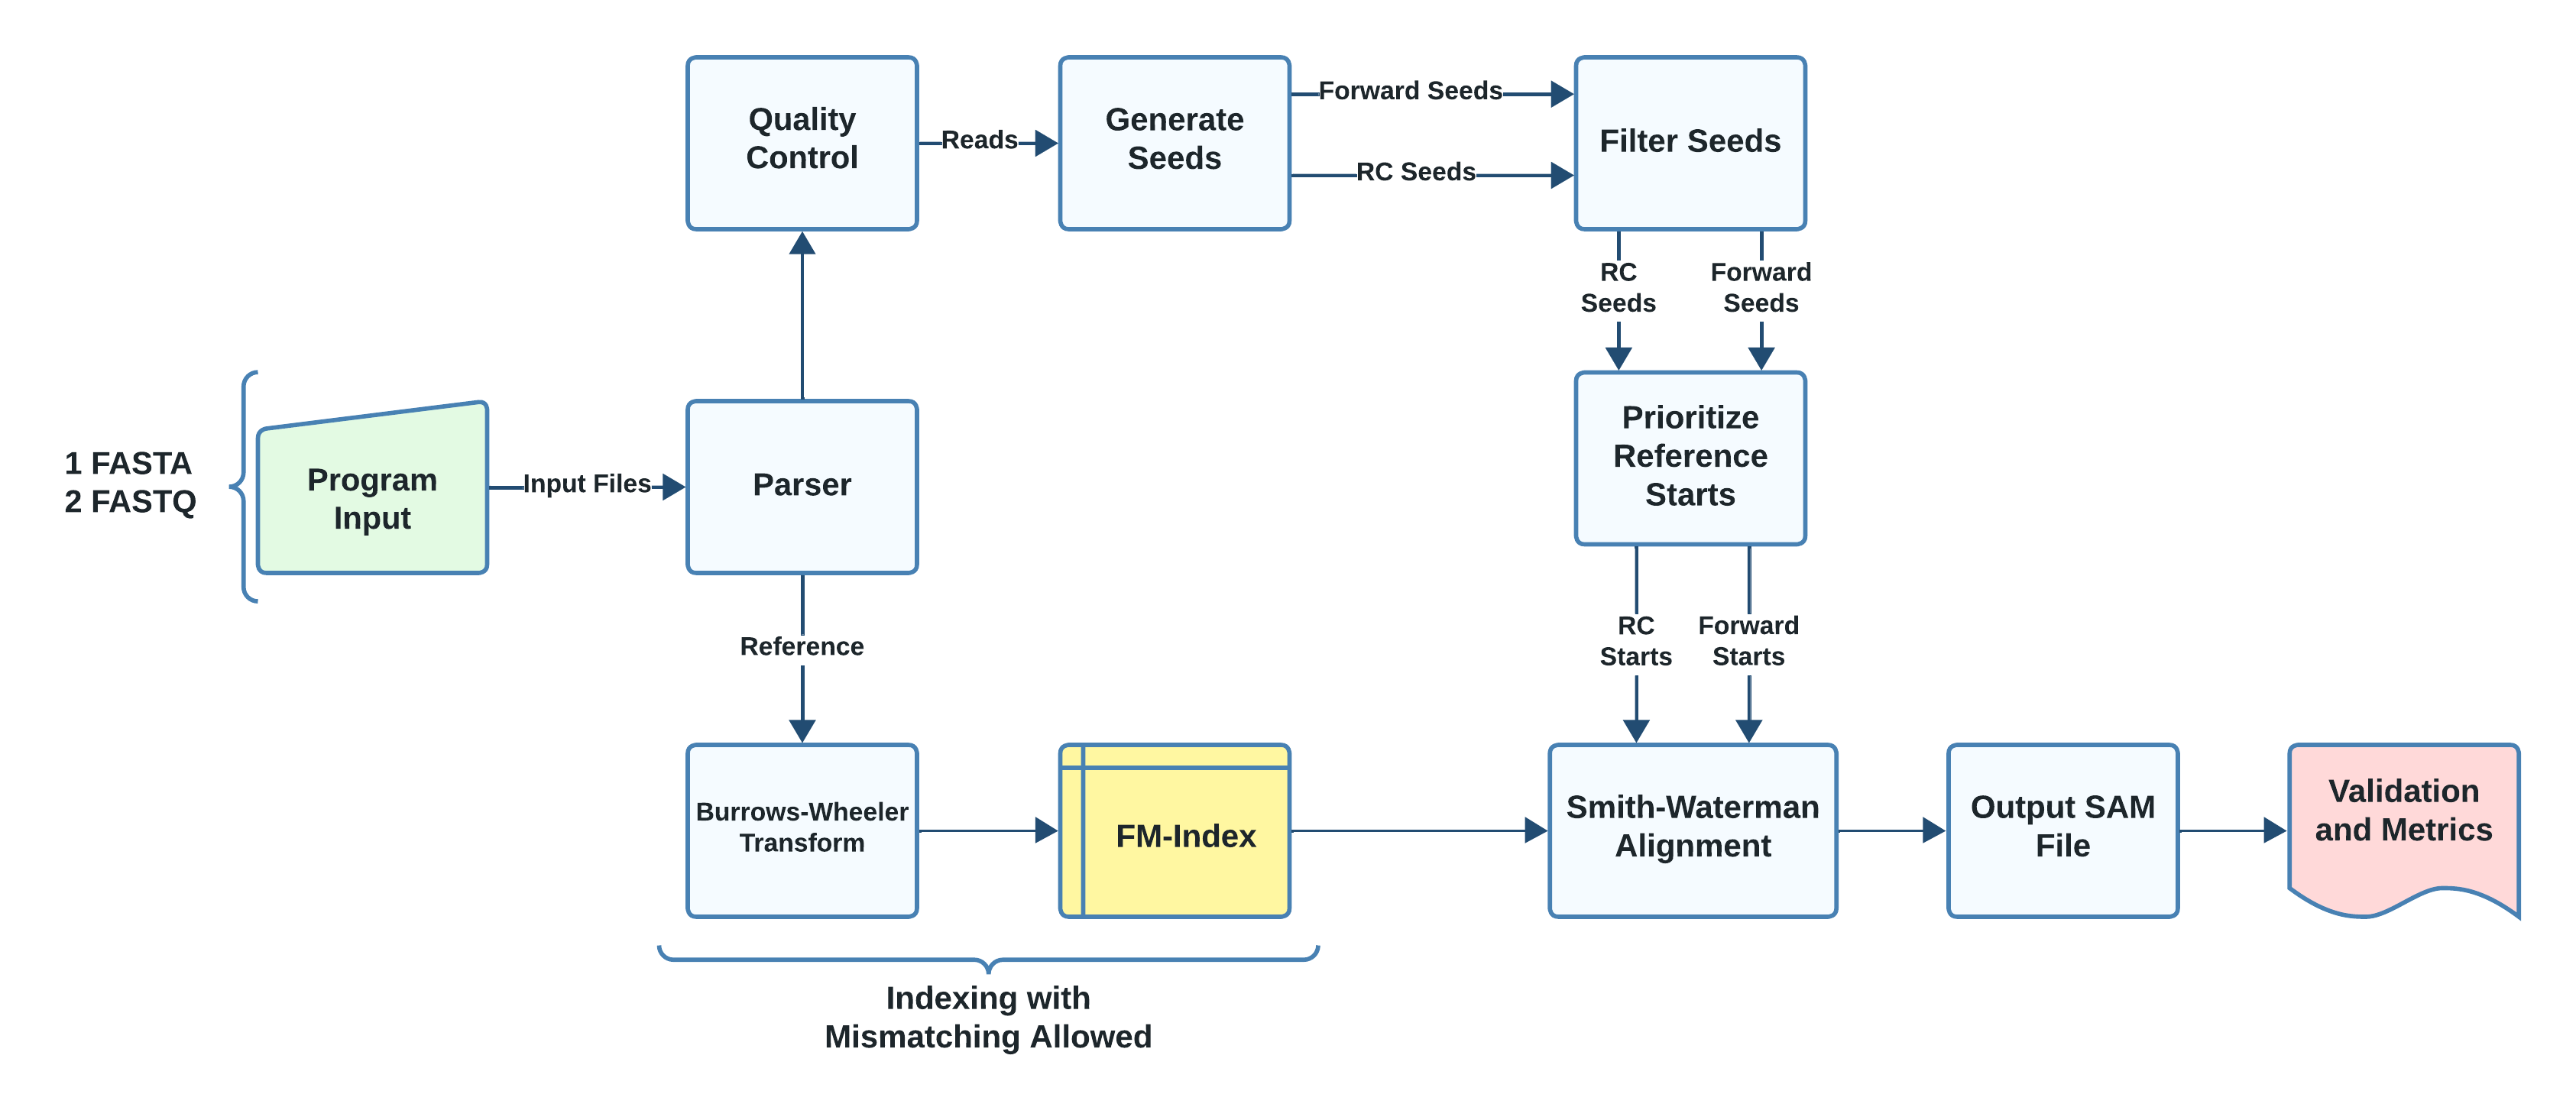 Quality
Control
Reads
Generate
Seeds
Forward Seeds
RC Seeds
Filter Seeds
RC
Seeds
Forward
Seeds
1 FASTA
2 FASTQ
Program
Input
Input Files
Parser
Prioritize
Reference
Starts
Reference
RC
Starts
Forward
Starts
Burrows-Wheeler
Transform
FM-Index
Smith-Waterman
Alignment
Output SAM
File
Validation
and Metrics
Indexing with
Mismatching Allowed